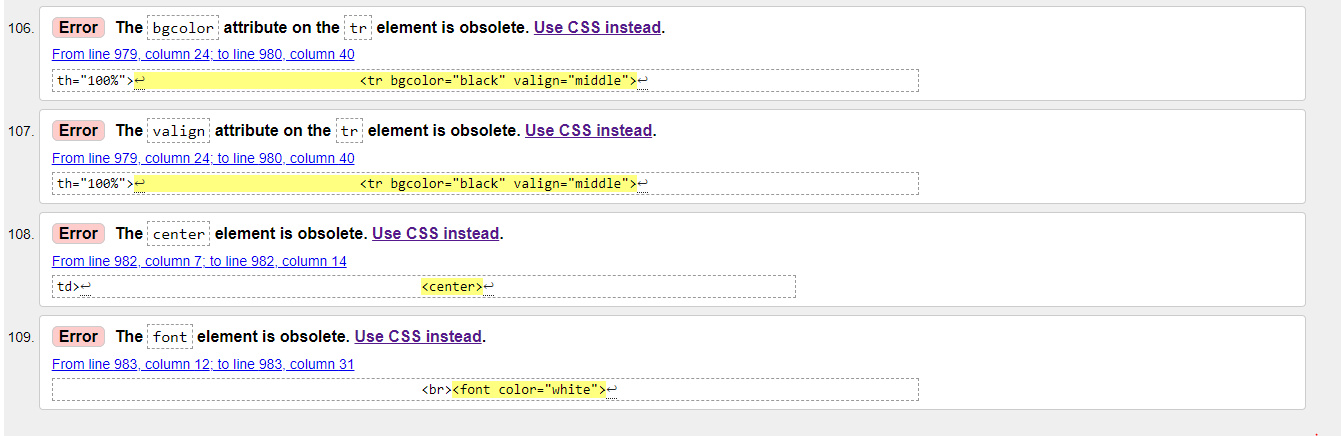 106. Error The bgcolor attribute on the tr element is obsolete. Use CSS instead.
From line 979, column 24; to line 980, column 40
th="100%">↩ <tr bgcolor="black" valign="middle">↩
107. Error The valign attribute on the tr element is obsolete. Use CSS instead.
From line 979, column 24; to line 980, column 40
th="100%">↩ <tr bgcolor="black" valign="middle">↩
108. Error The center element is obsolete. Use CSS instead.
From line 982, column 7; to line 982, column 14
td>↩ <center>↩
109. Error The font element is obsolete. Use CSS instead.
From line 983, column 12; to line 983, column 31
<br><font color="white">↩